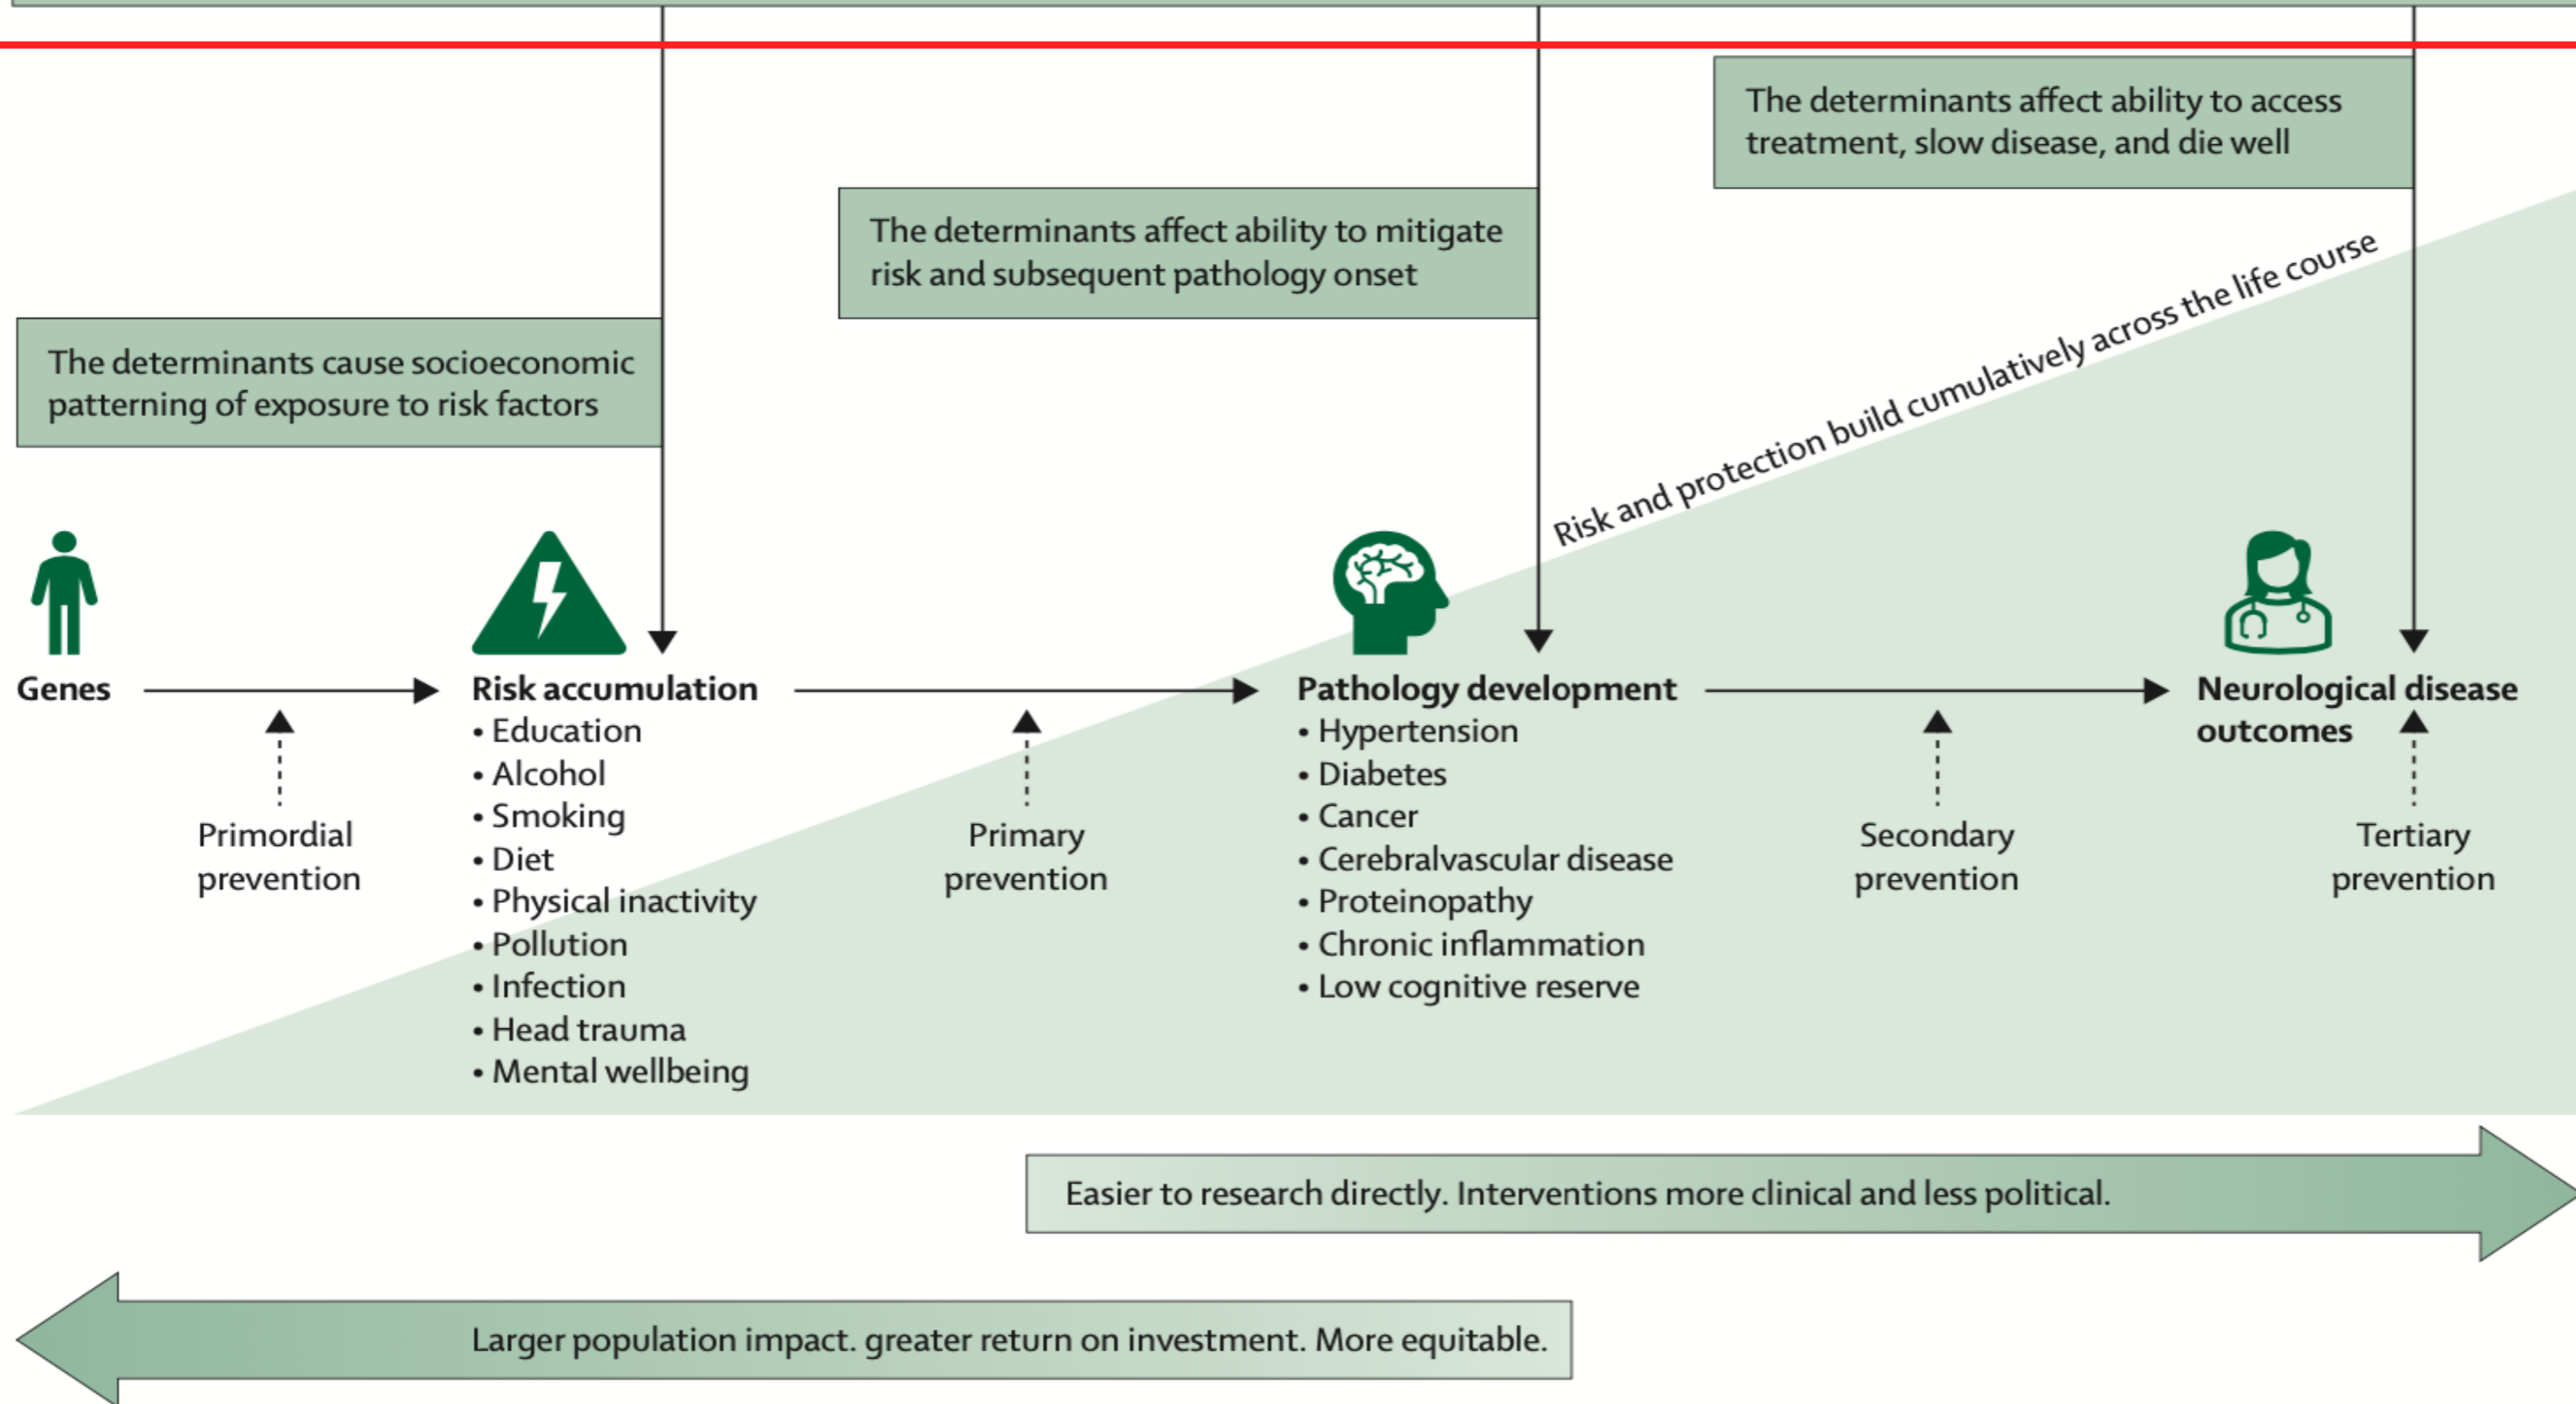 The determinants affect ability to access
treatment, slow disease, and die well
The determinants affect ability to mitigate
risk and subsequent pathology onset
The determinants cause socioeconomic
patterning of exposure to risk factors
Risk and protection build cumulatively across the life course
Genes
Primordial
prevention
Risk accumulation
• Education
• Alcohol
• Smoking
• Diet
• Physical inactivity
• Pollution
• Infection
• Head trauma
• Mental wellbeing
Primary
prevention
Pathology development
• Hypertension
• Diabetes
• Cancer
• Cerebralvascular disease
• Proteinopathy
• Chronic inflammation
• Low cognitive reserve
Secondary
prevention
Neurological disease
outcomes
Tertiary
prevention
Easier to research directly. Interventions more clinical and less political.
Larger population impact. greater return on investment. More equitable.